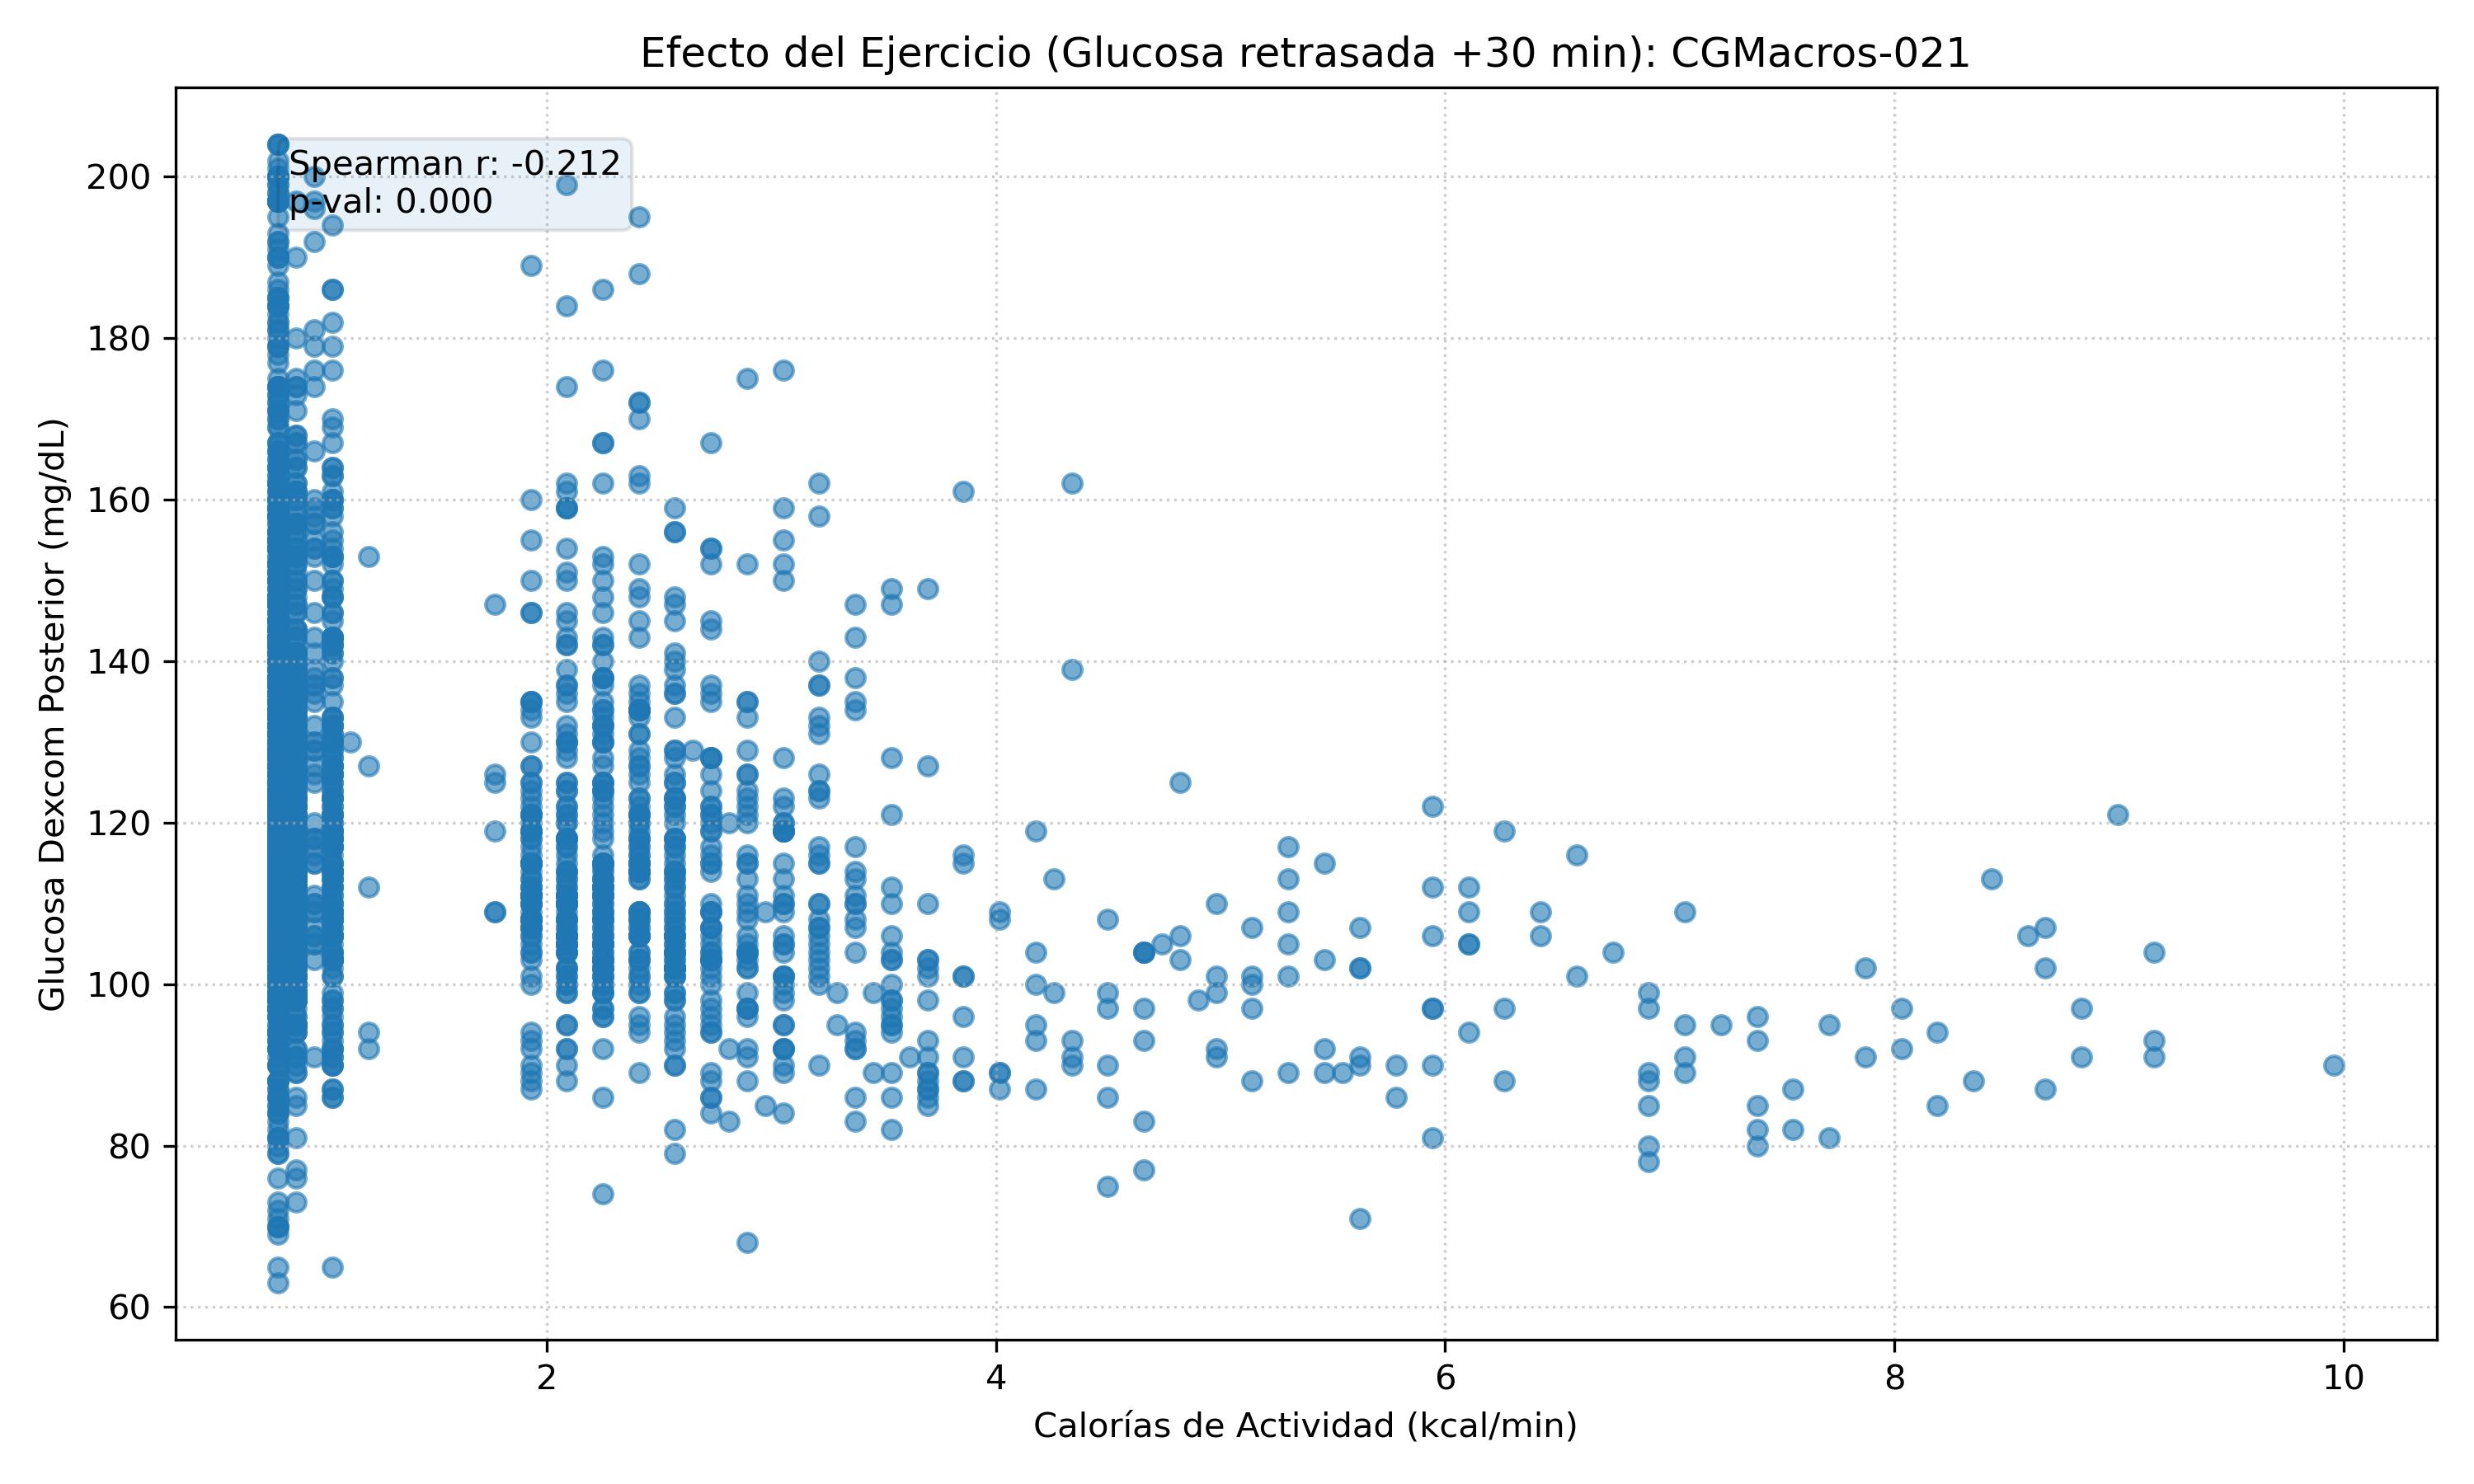 Efecto del Ejercicio (Glucosa retrasada +30 min): CGMacros-021
Spearman r: -0.212
p-val: 0.000
Glucosa Dexcom Posterior (mg/dL)
200
180
160
140
120
100
80
60
2 4 6 8 10
Calorías de Actividad (kcal/min)